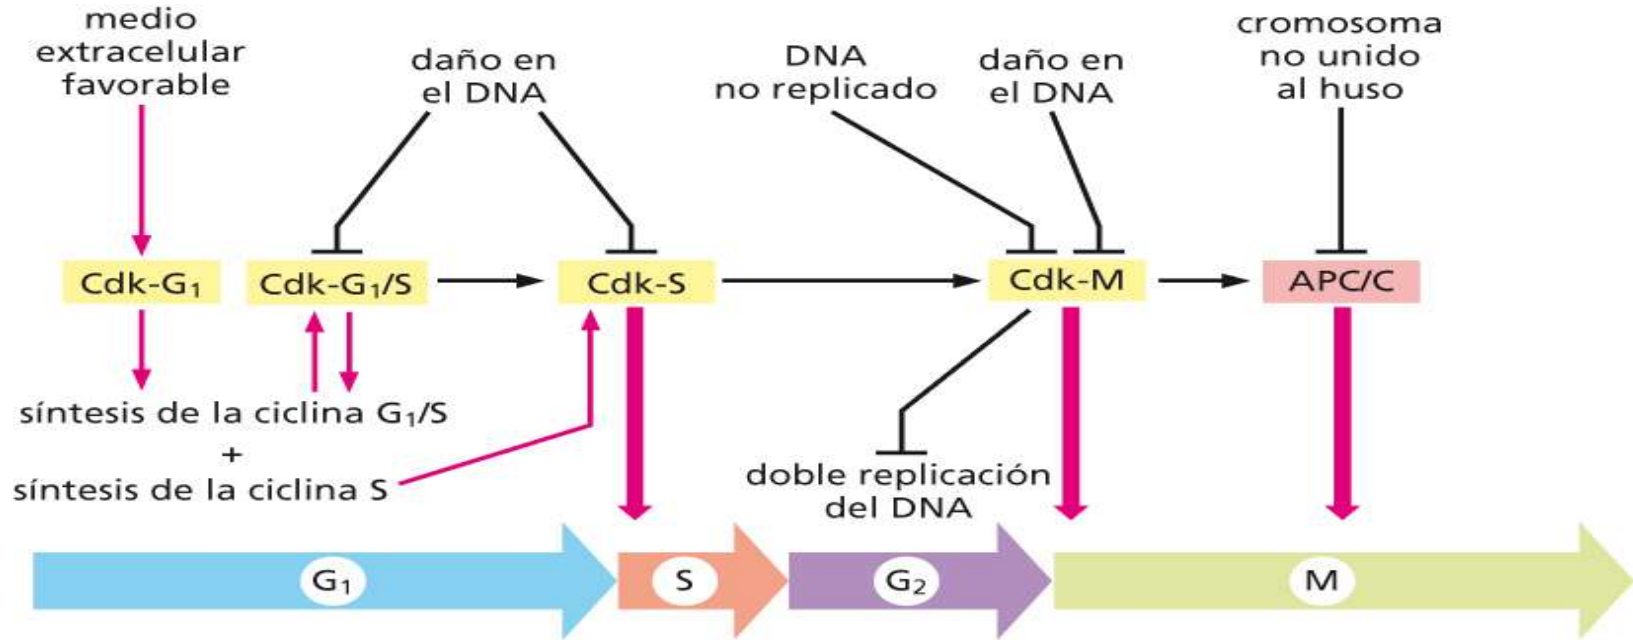 medio
extracelular
favorable
daño en
el DNA
DNA
no replicado
daño en
el DNA
cromosoma
no unido
al huso
Cdk-G₁
Cdk-G₁/S
Cdk-S
Cdk-M
APC/C
síntesis de la ciclina G₁/S
+
síntesis de la ciclina S
doble replicación
del DNA
G₁
S
G₂
M